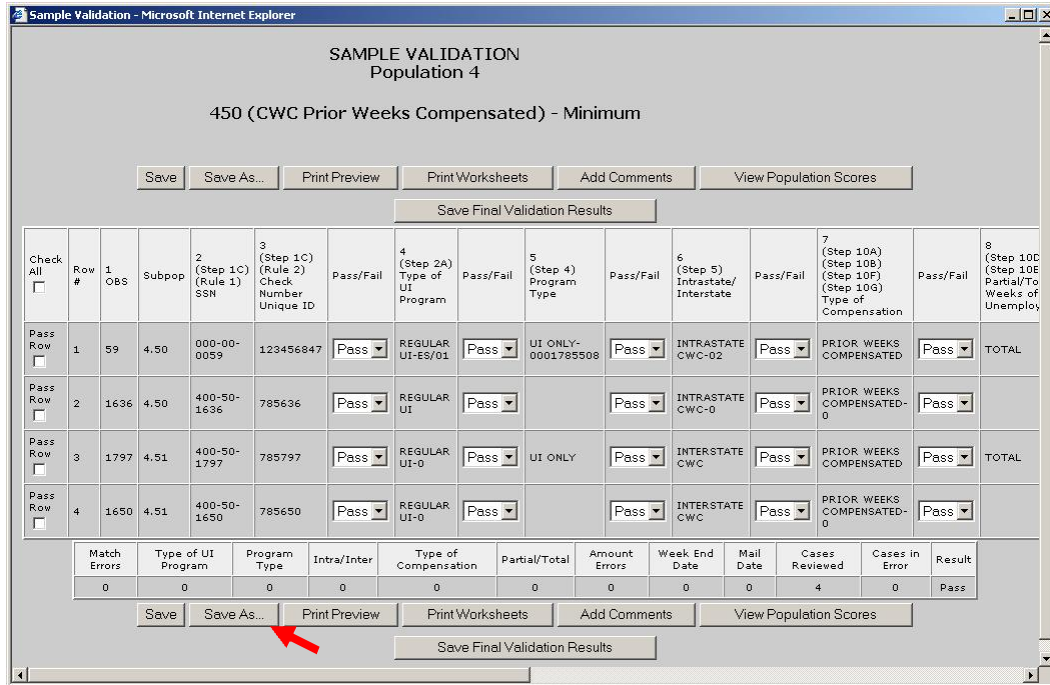 Sample Validation - Microsoft Internet Explorer
SAMPLE VALIDATION
Population 4
450 (CWC Prior Weeks Compensated) - Minimum
Save Save As... Print Preview Print Worksheets Add Comments View Population Scores
Save Final Validation Results
Check All
Row #
1 OBS
Subpop
2 (Step 1C) (Rule 1) SSN
3 (Step 1C) (Rule 2) Check Number Unique ID
Pass/Fail
4 (Step 2A) Type of UI Program
Pass/Fail
5 (Step 4) Program Type
Pass/Fail
6 (Step 5) Intrastate/ Interstate
Pass/Fail
7 (Step 10A) (Step 10B) (Step 10F) (Step 10G) Type of Compensation
Pass/Fail
8 (Step 10D (Step 10E Partial/To Weeks of Unemploy
Pass Row 1 59 4.50 000-00-0059 123456847 Pass REGULAR UI-ES/01 Pass UI ONLY-0001785508 Pass INTRASTATE CWC-02 Pass PRIOR WEEKS COMPENSATED Pass TOTAL
Pass Row 2 1636 4.50 400-50-1636 785636 Pass REGULAR UI Pass Pass INTRASTATE CWC-0 Pass PRIOR WEEKS COMPENSATED-0 Pass
Pass Row 3 1797 4.51 400-50-1797 785797 Pass REGULAR UI-0 Pass UI ONLY Pass INTERSTATE CWC Pass PRIOR WEEKS COMPENSATED Pass TOTAL
Pass Row 4 1650 4.51 400-50-1650 785650 Pass REGULAR UI-0 Pass Pass INTERSTATE CWC Pass PRIOR WEEKS COMPENSATED-0 Pass
Match Errors Type of UI Program Program Type Intra/Inter Type of Compensation Partial/Total Amount Errors Week End Date Mail Date Cases Reviewed Cases in Error Result
0 0 0 0 0 0 0 0 0 4 0 Pass
Save Save As... Print Preview Print Worksheets Add Comments View Population Scores
Save Final Validation Results